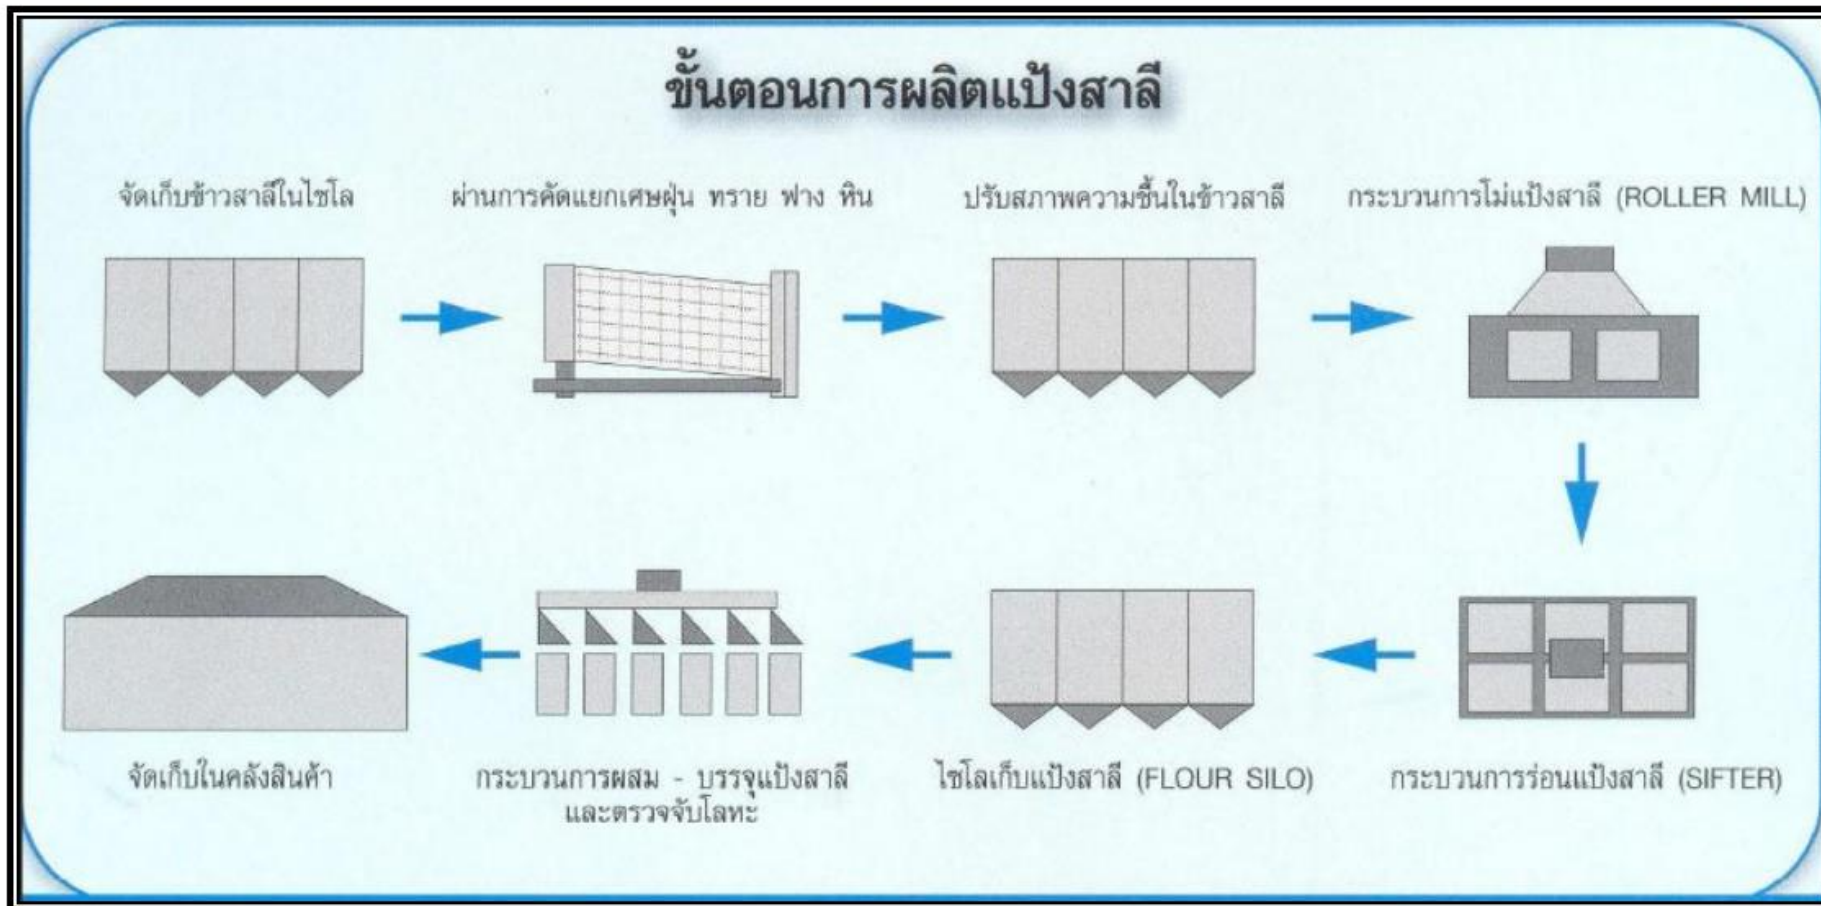 ขั้นตอนการผลิตแป้งสาลี
จัดเก็บข้าวสาลีในไซโล
ผ่านการคัดแยกเศษฝุ่น ทราย ฟาง หิน
ปรับสภาพความชื้นในข้าวสาลี
กระบวนการโม่แป้งสาลี (ROLLER MILL)
จัดเก็บในคลังสินค้า
กระบวนการผสม - บรรจุแป้งสาลี
และตรวจจับโลหะ
ไซโลเก็บแป้งสาลี (FLOUR SILO)
กระบวนการร่อนแป้งสาลี (SIFTER)